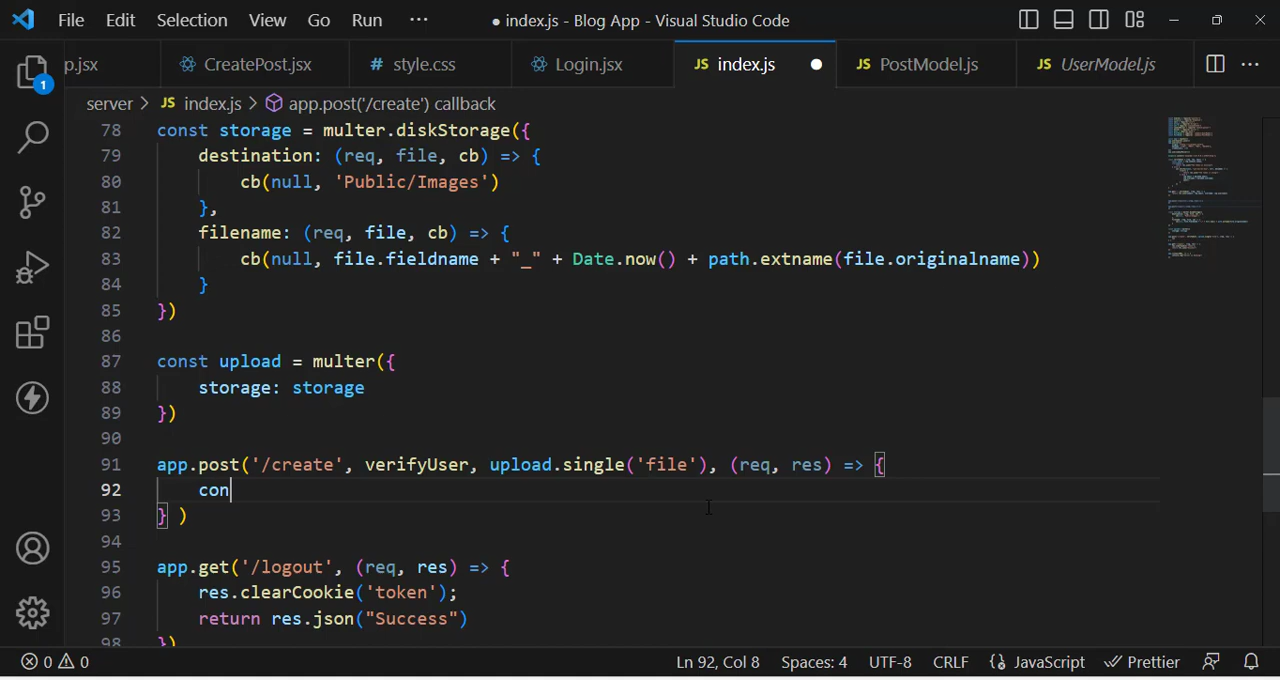 File Edit Selection View Go Run ··· ● index.js - Blog App - Visual Studio Code
p.jsx CreatePost.jsx # style.css Login.jsx JS index.js JS PostModel.js JS UserModel.js ···
1
server > JS index.js > app.post('/create') callback
78 const storage = multer.diskStorage({
79 destination: (req, file, cb) => {
80 cb(null, 'Public/Images')
81 },
82 filename: (req, file, cb) => {
83 cb(null, file.fieldname + "_" + Date.now() + path.extname(file.originalname))
84 }
85 })
86
87 const upload = multer({
88 storage: storage
89 })
90
91 app.post('/create', verifyUser, upload.single('file'), (req, res) => {
92 con
93 } )
94
95 app.get('/logout', (req, res) => {
96 res.clearCookie('token');
97 return res.json("Success")
98 })
0 0 Ln 92, Col 8 Spaces: 4 UTF-8 CRLF {} JavaScript Prettier